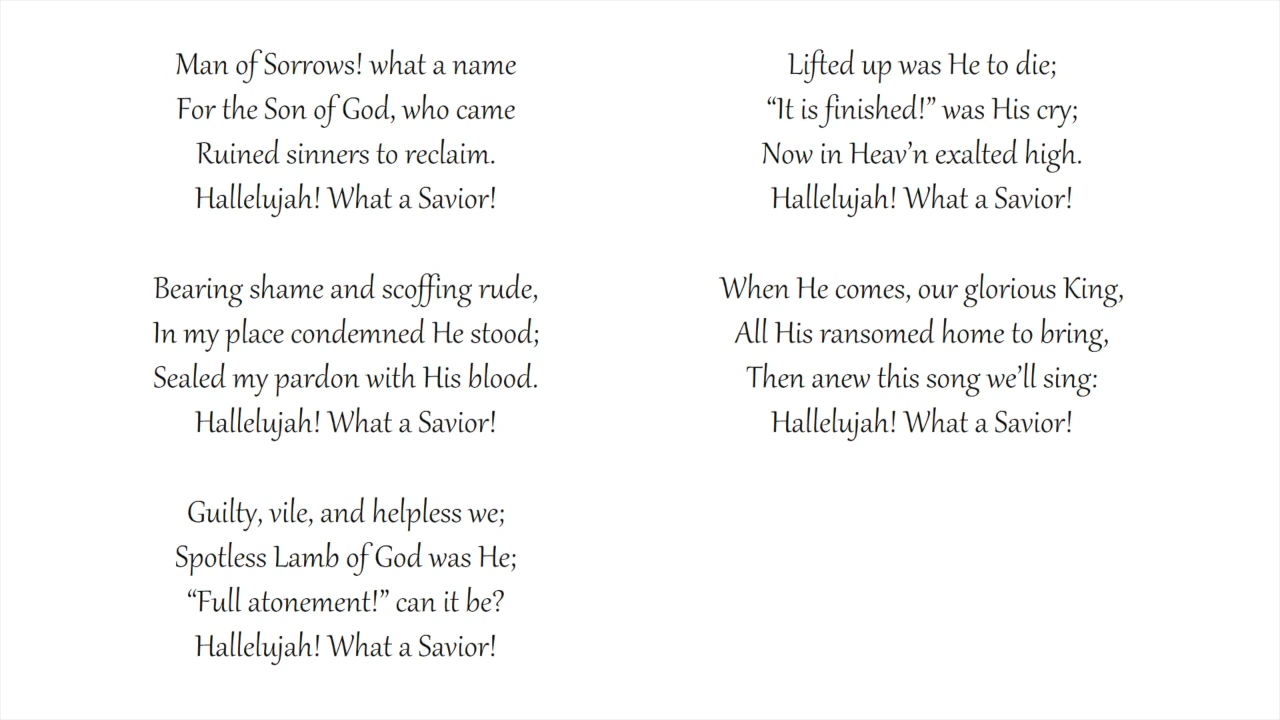 Man of Sorrows! what a name
For the Son of God, who came
Ruined sinners to reclaim.
Hallelujah! What a Savior!
Bearing shame and scoffing rude,
In my place condemned He stood;
Sealed my pardon with His blood.
Hallelujah! What a Savior!
Guilty, vile, and helpless we;
Spotless Lamb of God was He;
“Full atonement!” can it be?
Hallelujah! What a Savior!
Lifted up was He to die;
“It is finished!” was His cry;
Now in Heav’n exalted high.
Hallelujah! What a Savior!
When He comes, our glorious King,
All His ransomed home to bring,
Then anew this song we’ll sing:
Hallelujah! What a Savior!